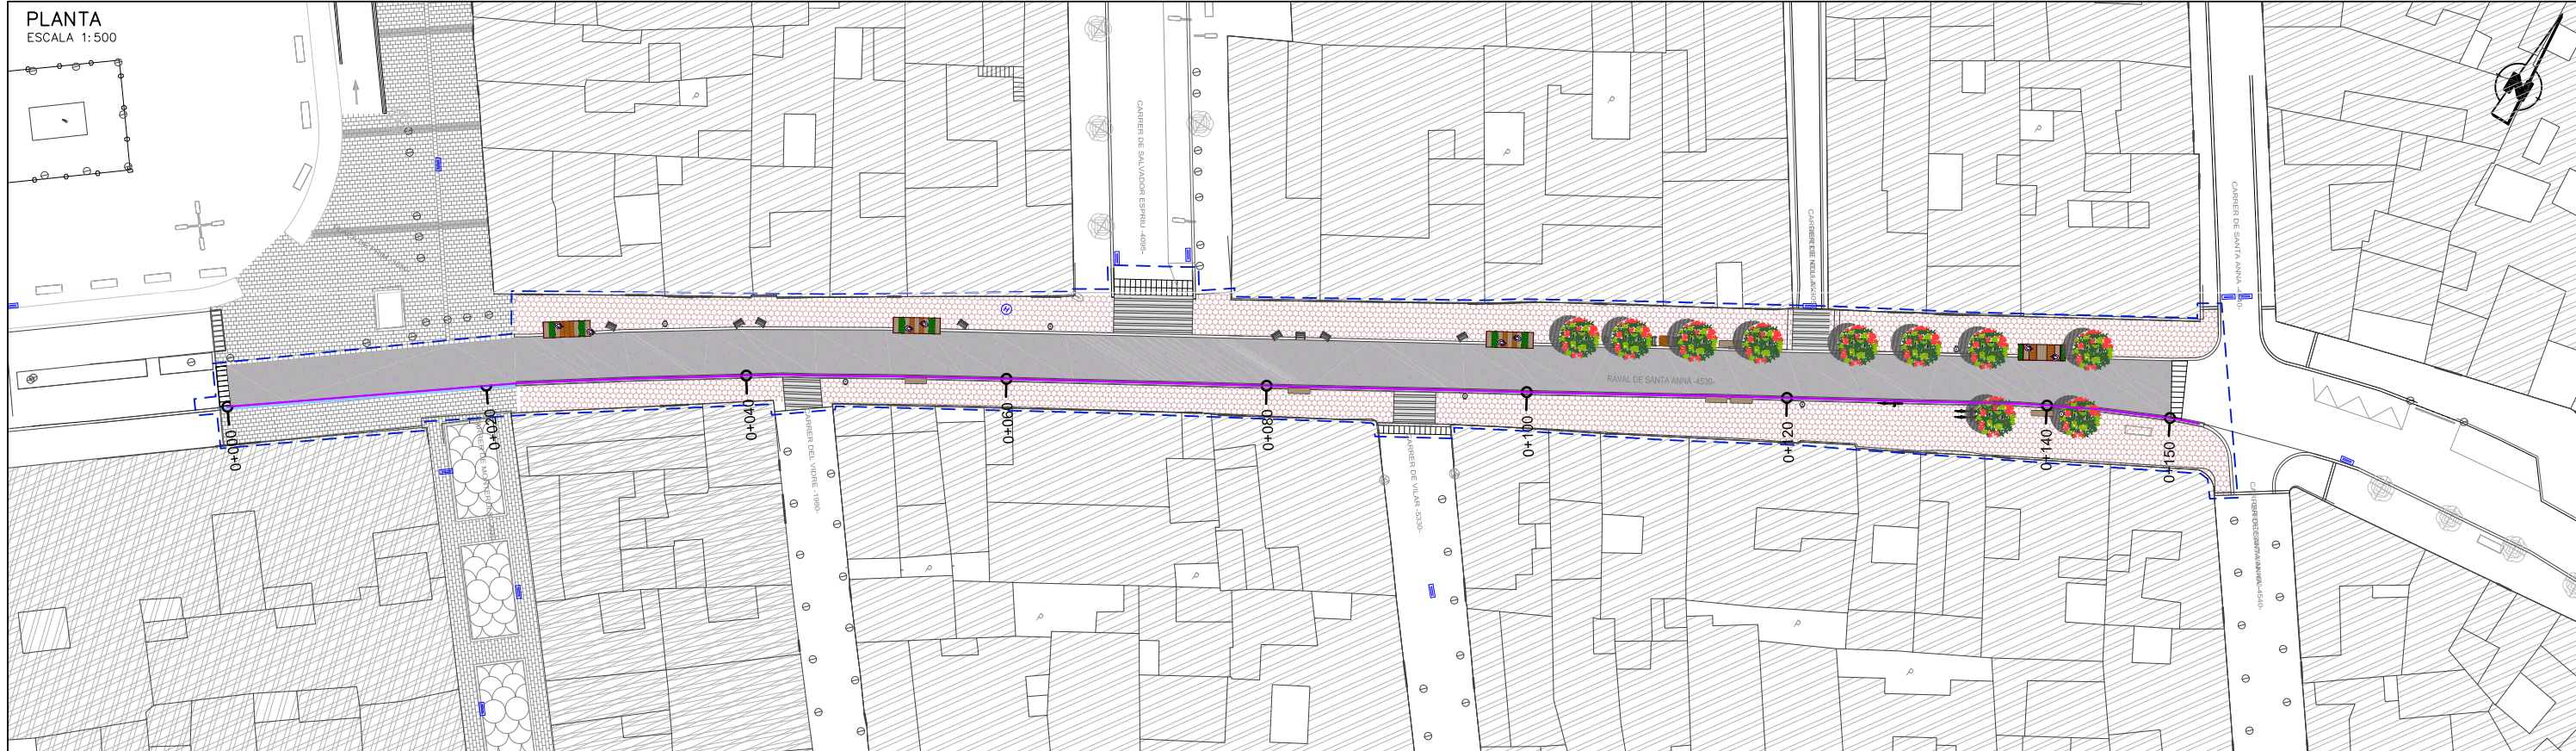 PLANTA
ESCALA 1:500
CARRER DE SALVADOR ESPRIU -4095-
CARRER DE SANTA ANNA
RAVAL DE SANTA ANNA -4530-
0+000
0+020
0+040
0+060
0+080
0+100
0+120
0+140
0+150
CARRER DEL VIDRE -1980-
CARRER DE VILAR -5330-